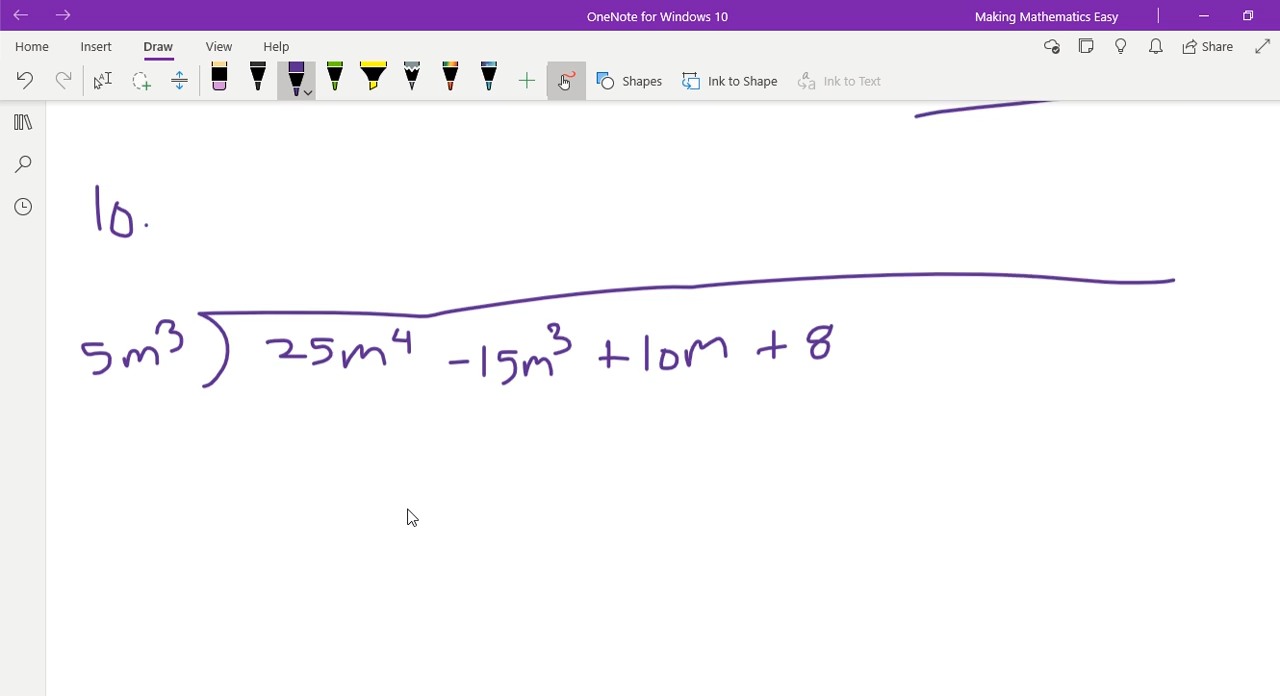 OneNote for Windows 10
Making Mathematics Easy
Home Insert Draw View Help
Share
Shapes Ink to Shape Ink to Text
10.
5m³ ) 25m⁴ -15m³ +10m + 8